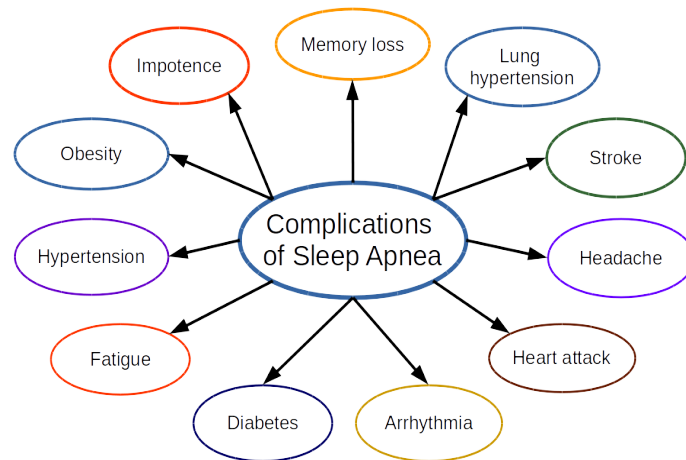 Memory loss
Impotence
Lung
hypertension
Obesity
Stroke
Complications
of Sleep Apnea
Hypertension
Headache
Fatigue
Heart attack
Diabetes
Arrhythmia